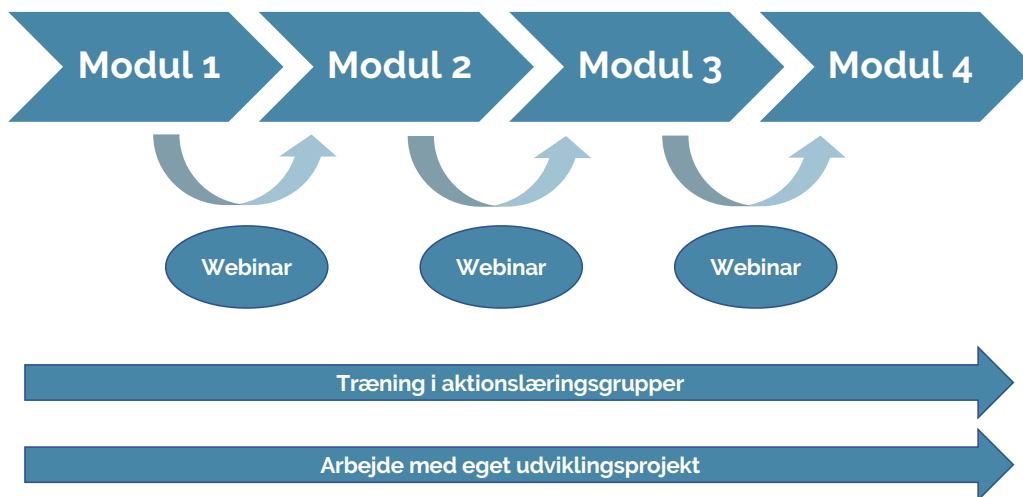 Modul 1
Modul 2
Modul 3
Modul 4
Webinar
Webinar
Webinar
Træning i aktionslæringsgrupper
Arbejde med eget udviklingsprojekt